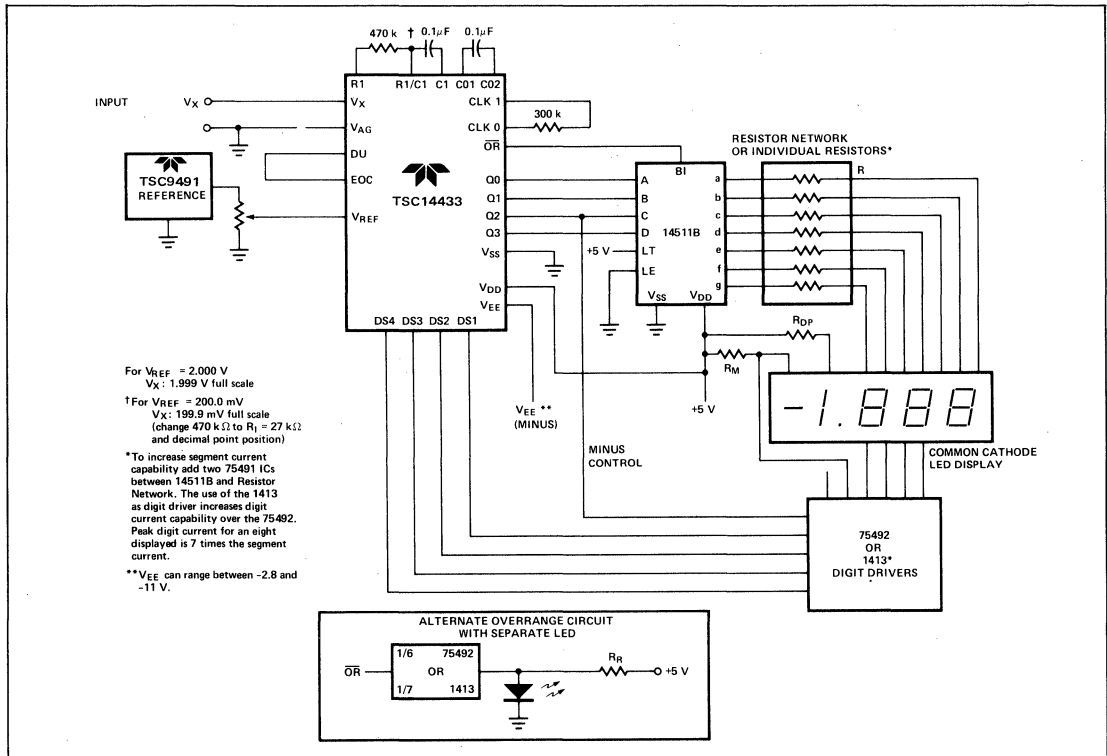 470 k † 0.1μF 0.1μF
R1 R1/C1 C1 C01 C02
INPUT VX VX CLK 1
300 k
VAG CLK 0
OR
DU
EOC
TSC9491
REFERENCE
VREF
TSC14433
Q0
Q1
Q2
Q3
VSS
VDD
VEE
DS4 DS3 DS2 DS1
BI
A a
B b
C c
D d
14511B
+5 V LT e
LE f
g
VSS VDD
RESISTOR NETWORK
OR INDIVIDUAL RESISTORS*
R
RDP
RM
+5 V
VEE **
(MINUS)
MINUS
CONTROL
-1.888
COMMON CATHODE
LED DISPLAY
75492
OR
1413*
DIGIT DRIVERS
For VREF = 2.000 V
VX: 1.999 V full scale
†For VREF = 200.0 mV
VX: 199.9 mV full scale
(change 470 kΩ to R1 = 27 kΩ
and decimal point position)
*To increase segment current
capability add two 75491 ICs
between 14511B and Resistor
Network. The use of the 1413
as digit driver increases digit
current capability over the 75492.
Peak digit current for an eight
displayed is 7 times the segment
current.
**VEE can range between -2.8 and
-11 V.
ALTERNATE OVERRANGE CIRCUIT
WITH SEPARATE LED
1/6 75492
OR OR
1/7 1413
RR
+5 V